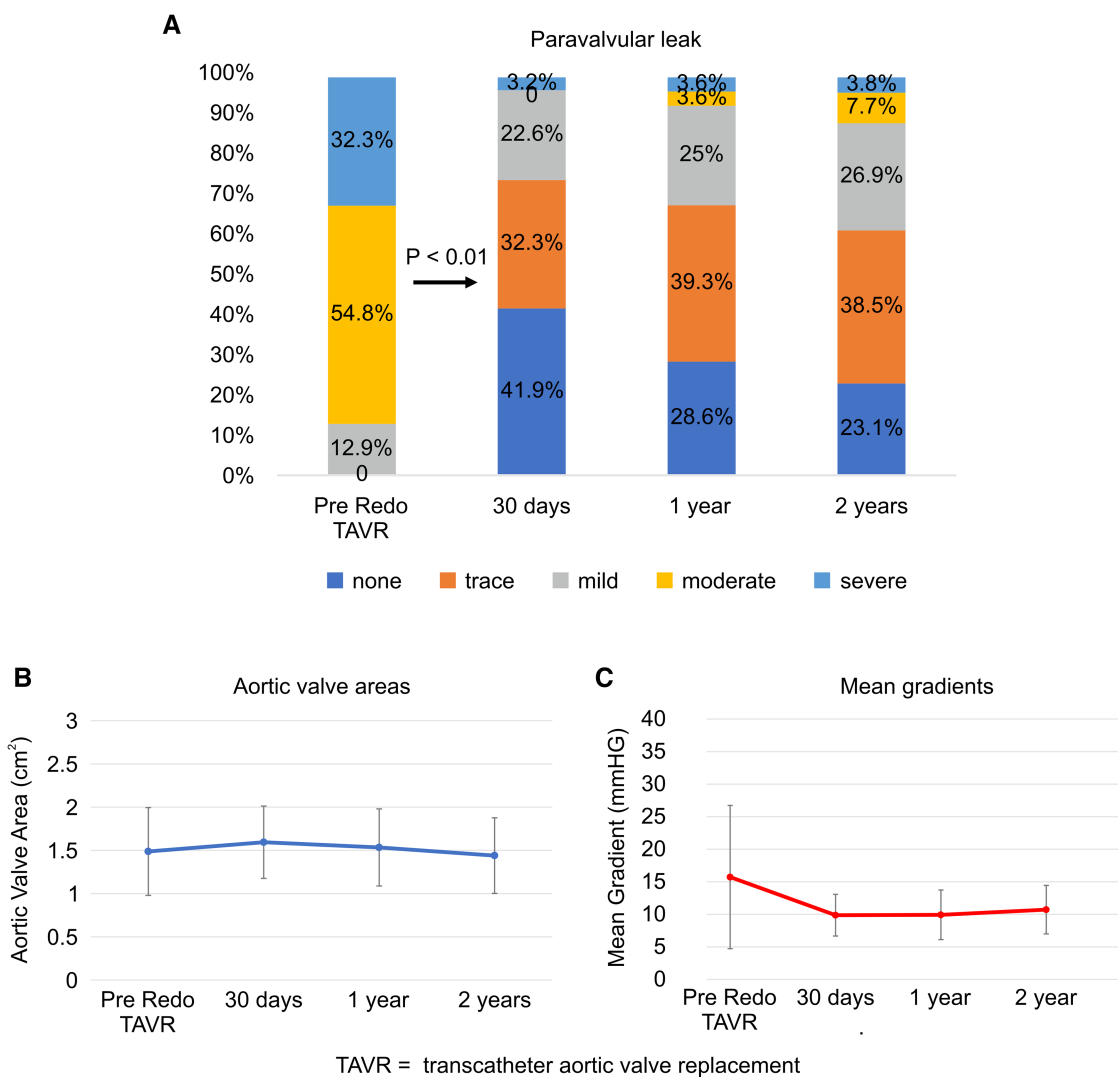 A
Paravalvular leak
100%
90%
80%
70%
60%
50%
40%
30%
20%
10%
0%
32.3%
54.8%
12.9%
0
P < 0.01
3.2%
0
22.6%
32.3%
41.9%
3.6%
3.6%
25%
39.3%
28.6%
3.8%
7.7%
26.9%
38.5%
23.1%
Pre Redo
TAVR
30 days
1 year
2 years
none trace mild moderate severe
B
Aortic valve areas
Aortic Valve Area (cm²)
3
2.5
2
1.5
1
0.5
0
Pre Redo
TAVR
30 days
1 year
2 years
C
Mean gradients
Mean Gradient (mmHG)
40
35
30
25
20
15
10
5
0
Pre Redo
TAVR
30 days
1 year
2 year
.
TAVR = transcatheter aortic valve replacement